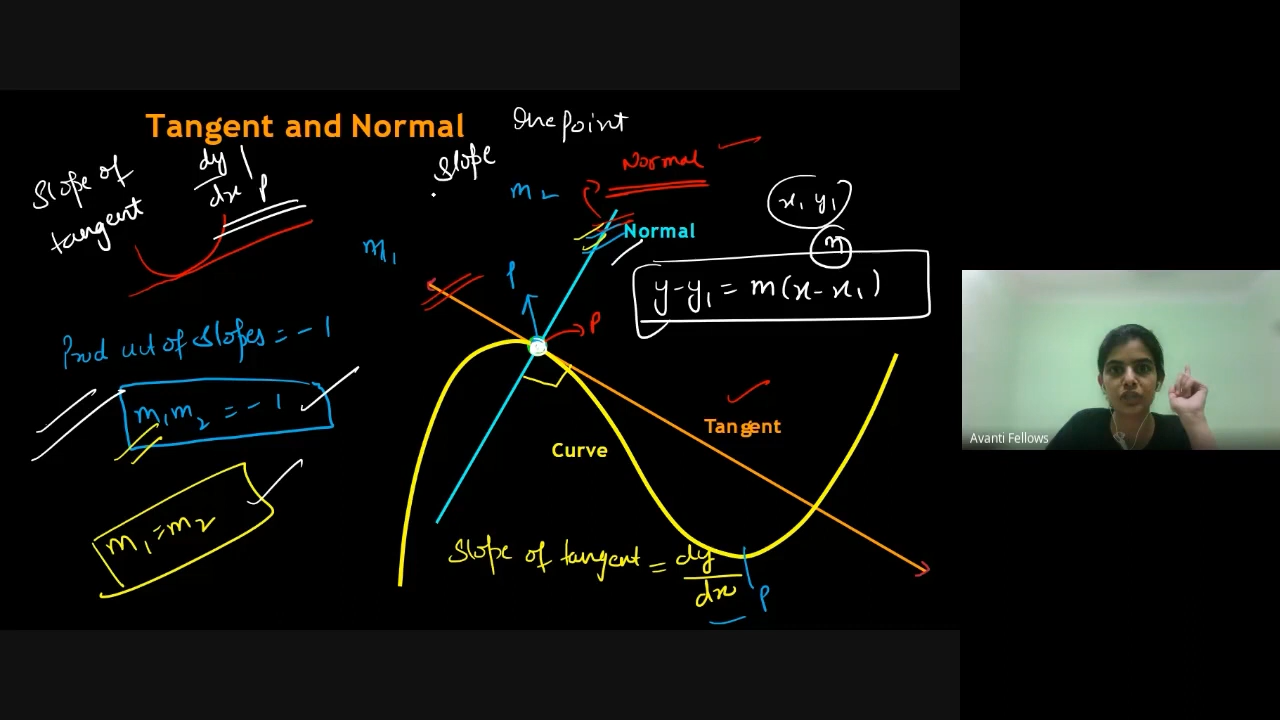 Tangent and Normal
One point
Slope of
tangent
dy/dx|P
Slope
Normal
m2
Normal
x1 y1
m
m1
y-y1 = m(x-x1)
P
P
Product of slopes = -1
m1m2 = -1
Tangent
Curve
m1=m2
Slope of tangent = dy/dx|P
Avanti Fellows